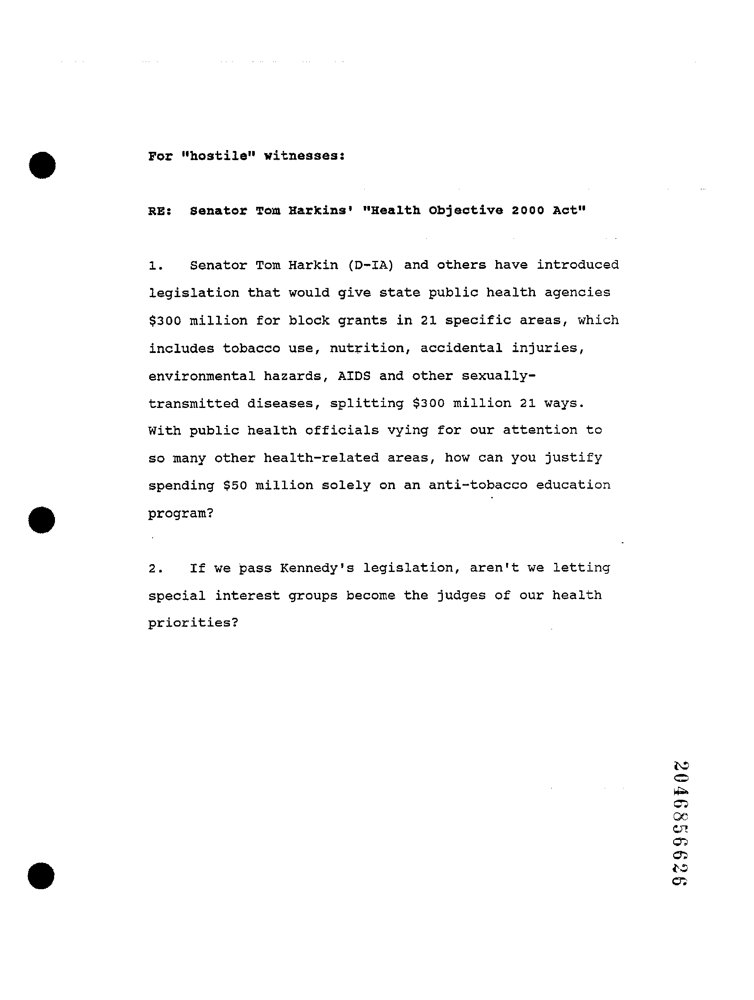 For "hostile" witnesses:
RE: Senator Tom Harkins' "Health Objective 2000 Act"
1. Senator Tom Harkin (D-IA) and others have introduced
legislation that would give state public health agencies
$300 million for block grants in 21 specific areas, which
includes tobacco use, nutrition, accidental injuries,
environmental hazards, AIDS and other sexually-
transmitted diseases, splitting $300 million 21 ways.
With public health officials vying for our attention to
so many other health-related areas, how can you justify
spending $50 million solely on an anti-tobacco education
program?
2. If we pass Kennedy's legislation, aren't we letting
special interest groups become the judges of our health
priorities?
2046856626